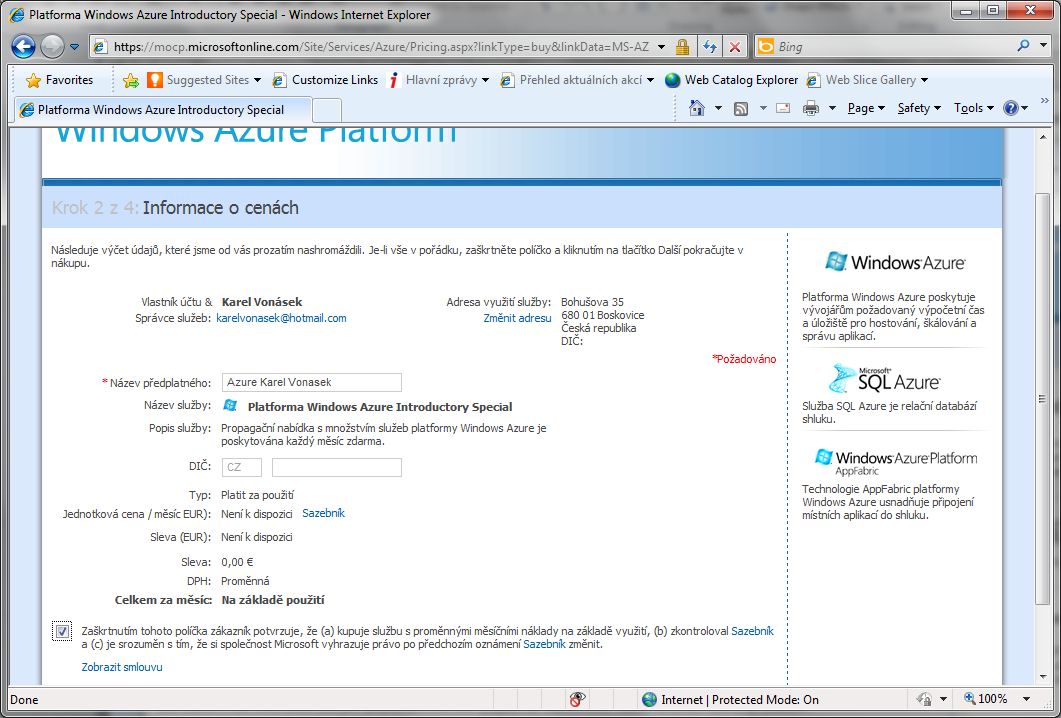 Platforma Windows Azure Introductory Special - Windows Internet Explorer
https://mocp.microsoftonline.com/Site/Services/Azure/Pricing.aspx?linkType=buy&linkData=MS-AZ
Bing
Favorites
Suggested Sites
Customize Links
Hlavní zprávy
Přehled aktuálních akcí
Web Catalog Explorer
Web Slice Gallery
Platforma Windows Azure Introductory Special
Page
Safety
Tools
Windows Azure Platform
Krok 2 z 4: Informace o cenách
Následuje výčet údajů, které jsme od vás prozatím nashromáždili. Je-li vše v pořádku, zaškrtněte políčko a kliknutím na tlačítko Další pokračujte v
nákupu.
Vlastník účtu & Karel Vonásek
Správce služeb: karelvonasek@hotmail.com
Adresa využití služby: Bohušova 35
Změnit adresu 680 01 Boskovice
Česká republika
DIČ:
*Požadováno
* Název předplatného: Azure Karel Vonasek
Název služby: Platforma Windows Azure Introductory Special
Popis služby: Propagační nabídka s množstvím služeb platformy Windows Azure je
poskytována každý měsíc zdarma.
DIČ: CZ
Typ: Platit za použití
Jednotková cena / měsíc EUR): Není k dispozici Sazebník
Sleva (EUR): Není k dispozici
Sleva: 0,00 €
DPH: Proměnná
Celkem za měsíc: Na základě použití
Zaškrtnutím tohoto políčka zákazník potvrzuje, že (a) kupuje službu s proměnnými měsíčními náklady na základě využití, (b) zkontroloval Sazebník
a (c) je srozuměn s tím, že si společnost Microsoft vyhrazuje právo po předchozím oznámení Sazebník změnit.
Zobrazit smlouvu
Windows Azure
Platforma Windows Azure poskytuje
vývojářům požadovaný výpočetní čas
a úložiště pro hostování, škálování a
správu aplikací.
Microsoft
SQL Azure
Služba SQL Azure je relační databází
shluku.
Windows Azure Platform
AppFabric
Technologie AppFabric platformy
Windows Azure usnadňuje připojení
místních aplikací do shluku.
Done
Internet | Protected Mode: On
100%